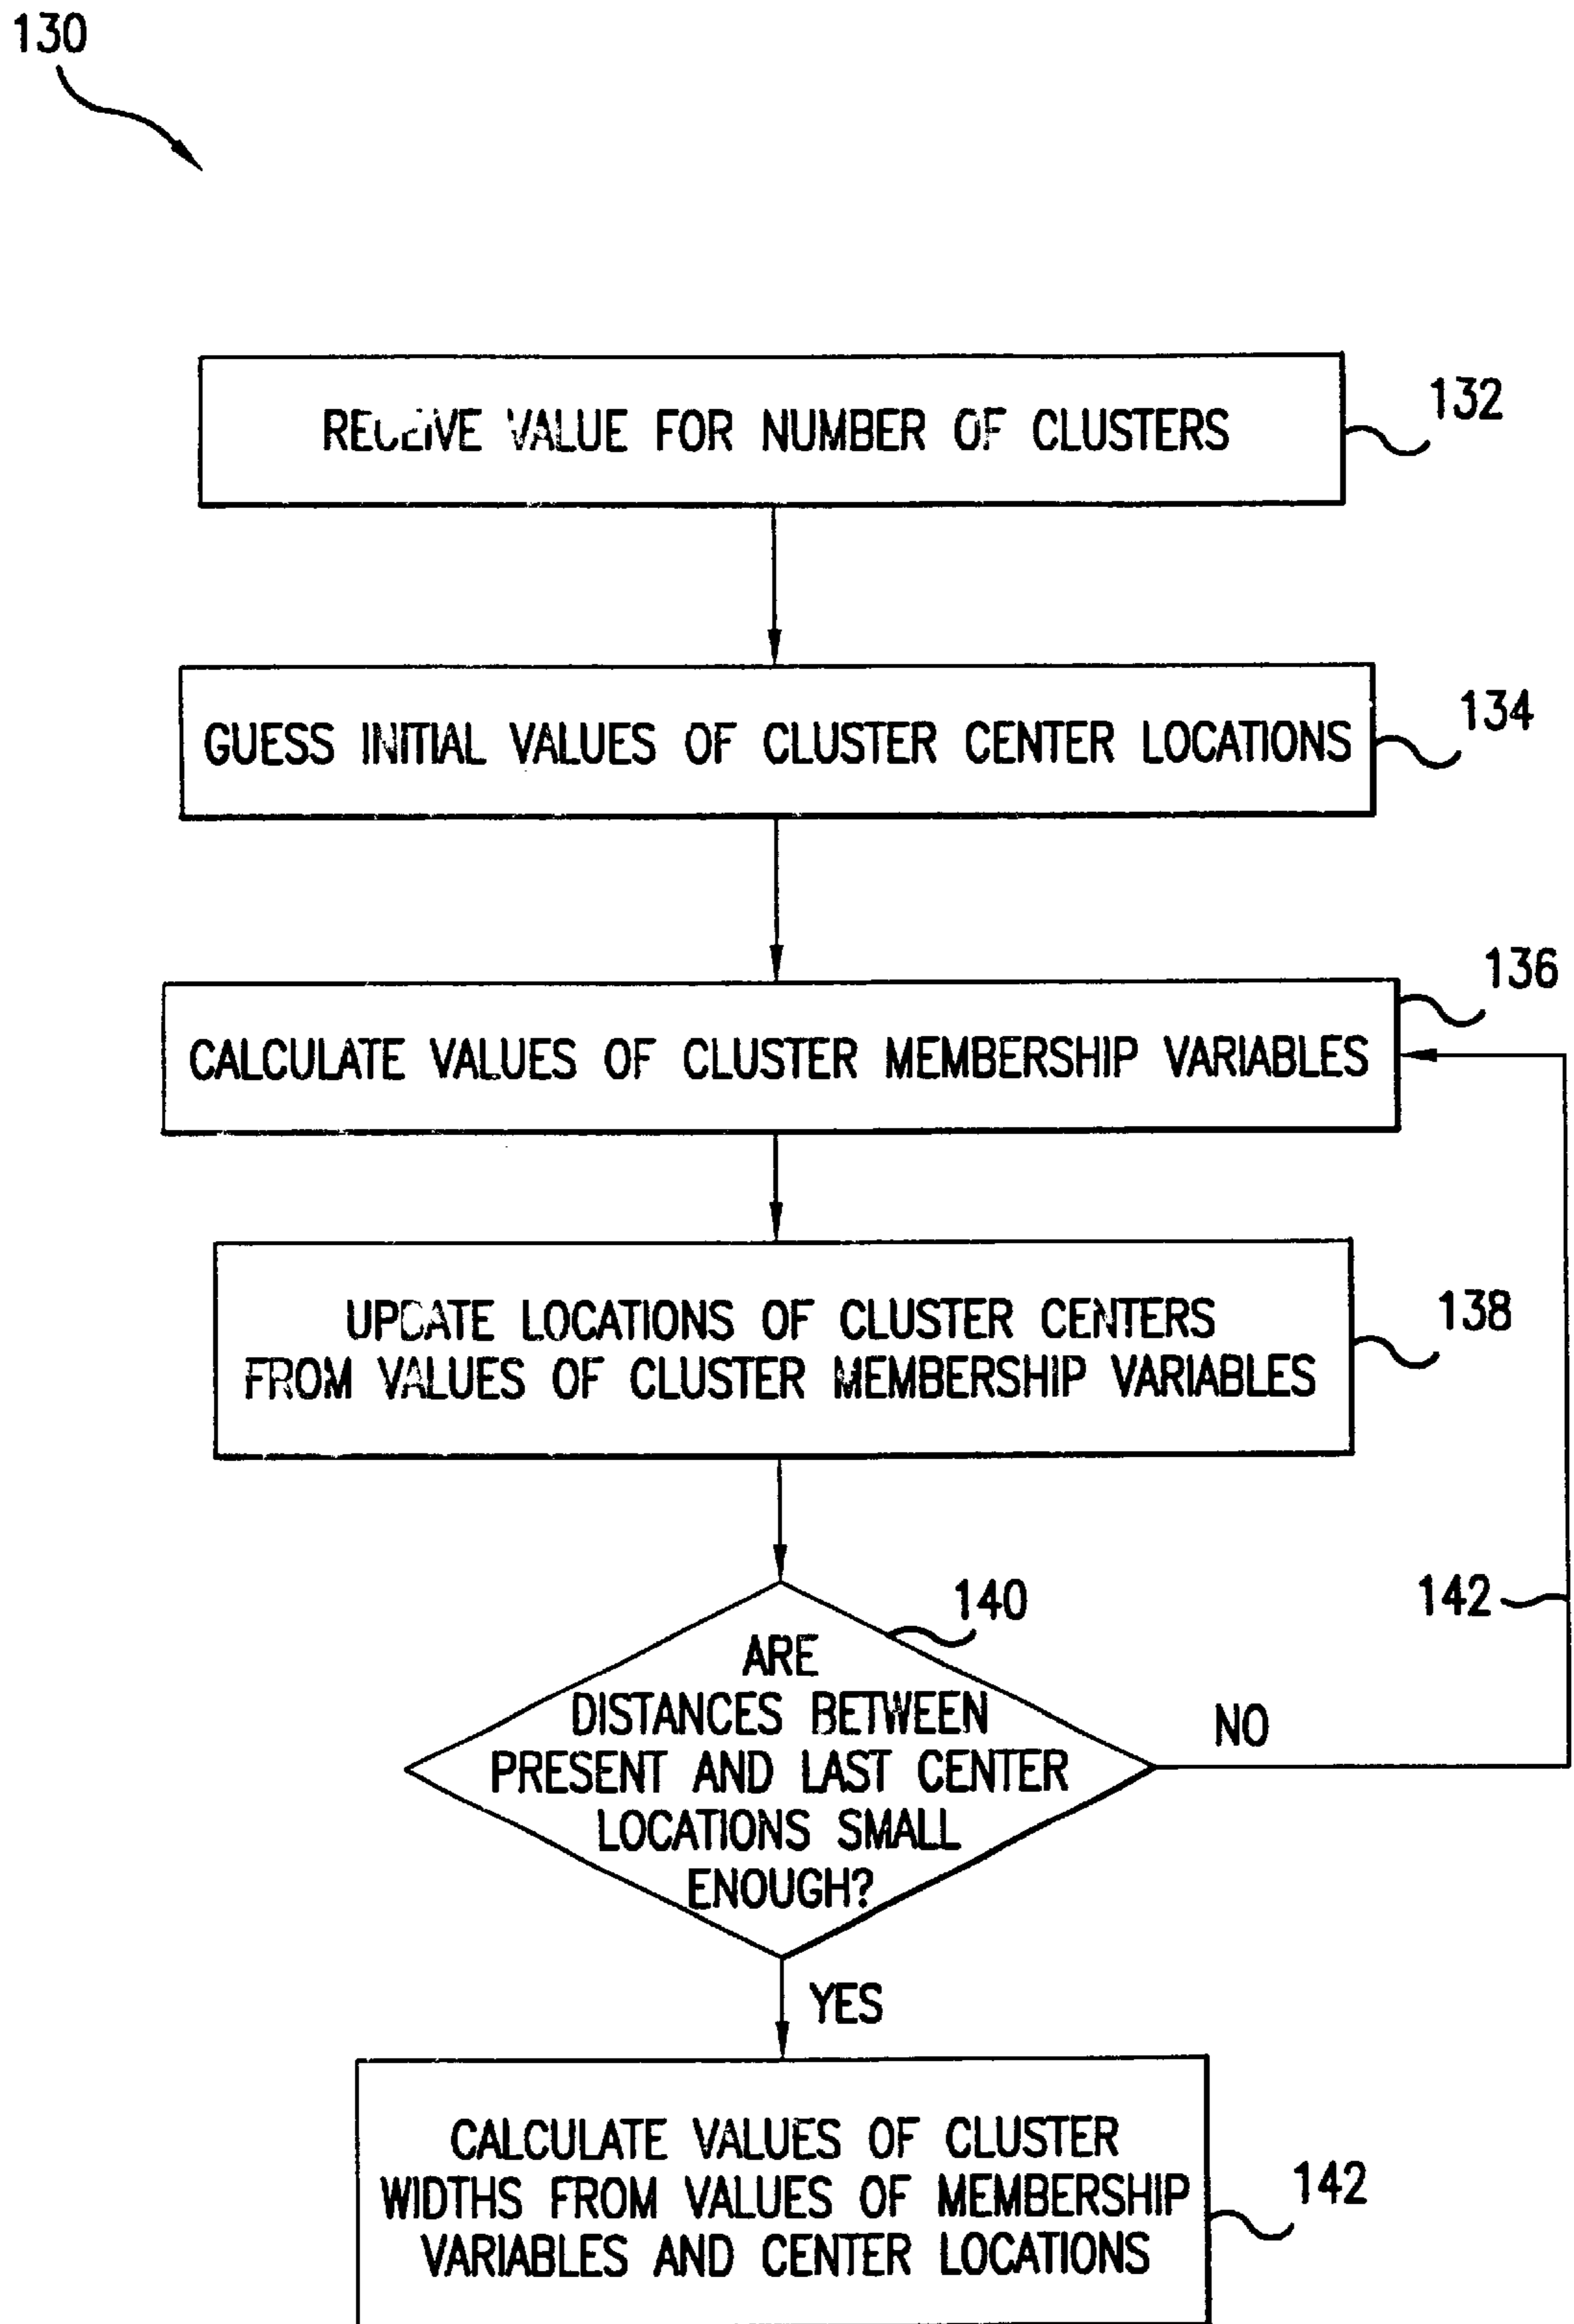 130
RECEIVE VALUE FOR NUMBER OF CLUSTERS
132
GUESS INITIAL VALUES OF CLUSTER CENTER LOCATIONS
134
136
CALCULATE VALUES OF CLUSTER MEMBERSHIP VARIABLES
UPDATE LOCATIONS OF CLUSTER CENTERS
FROM VALUES OF CLUSTER MEMBERSHIP VARIABLES
138
140
142
ARE
DISTANCES BETWEEN
PRESENT AND LAST CENTER
LOCATIONS SMALL
ENOUGH?
NO
YES
CALCULATE VALUES OF CLUSTER
WIDTHS FROM VALUES OF MEMBERSHIP
VARIABLES AND CENTER LOCATIONS
142